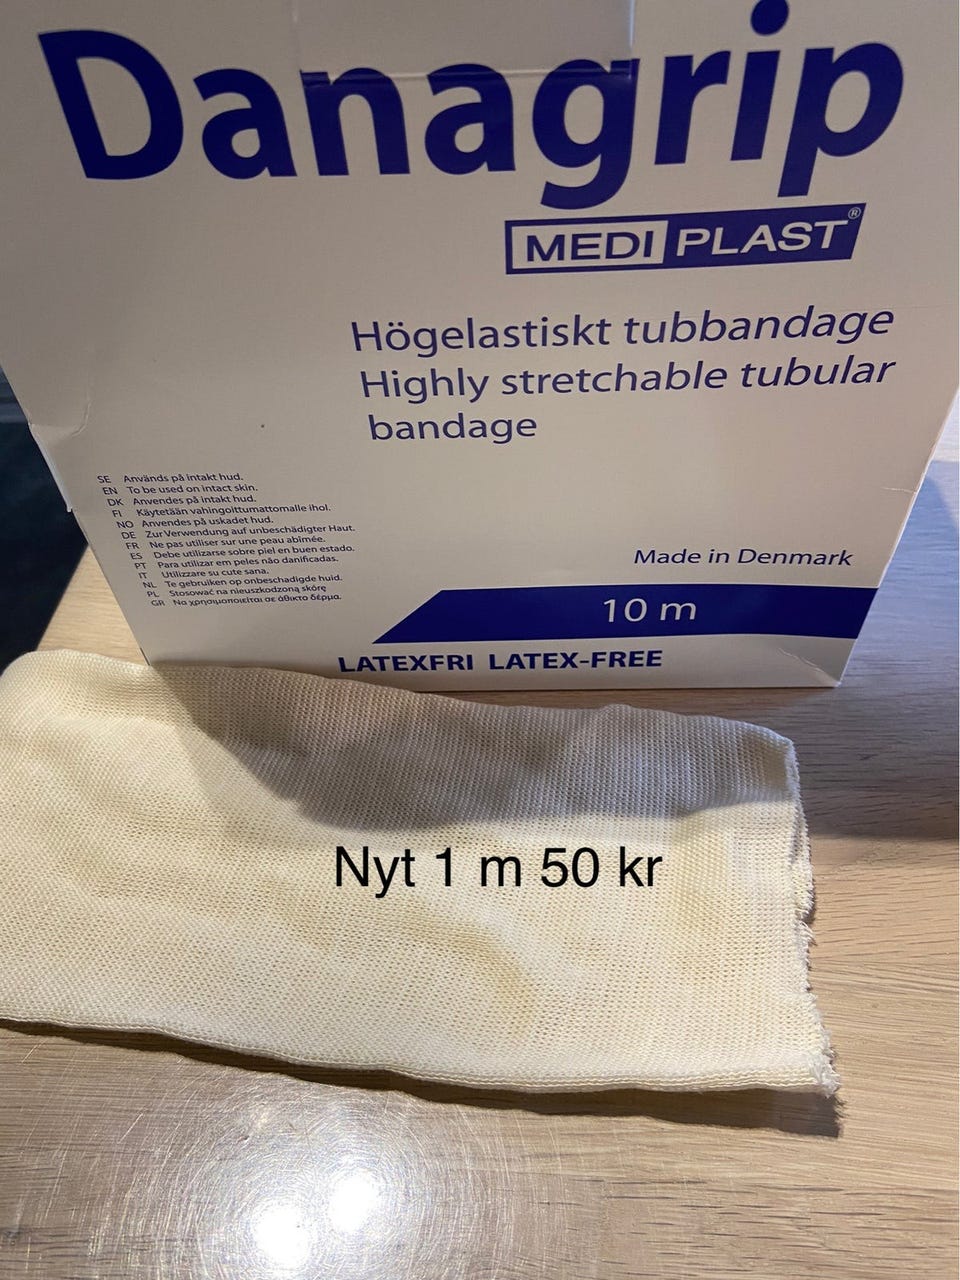 Danagrip
MEDIPLAST®
Högelastiskt tubbandage
Highly stretchable tubular
bandage
SE Används på intakt hud.
EN To be used on intact skin.
DK Anvendes på intakt hud.
FI Käytetään vahingoittumattomalle ihol.
NO Anvendes på uskadet hud.
DE Zur Verwendung auf unbeschädigter Haut.
FR Ne pas utiliser sur une peau abîmée.
ES Debe utilizarse sobre piel en buen estado.
PT Para utilizar em peles não danificadas.
IT Utilizzare su cute sana.
NL Te gebruiken op onbeschadigde huid.
PL Stosować na nieuszkodzoną skórę
GR Να χρησιμοποιείται σε άθικτο δέρμα.
Made in Denmark
10 m
LATEXFRI LATEX-FREE
Nyt 1 m 50 kr